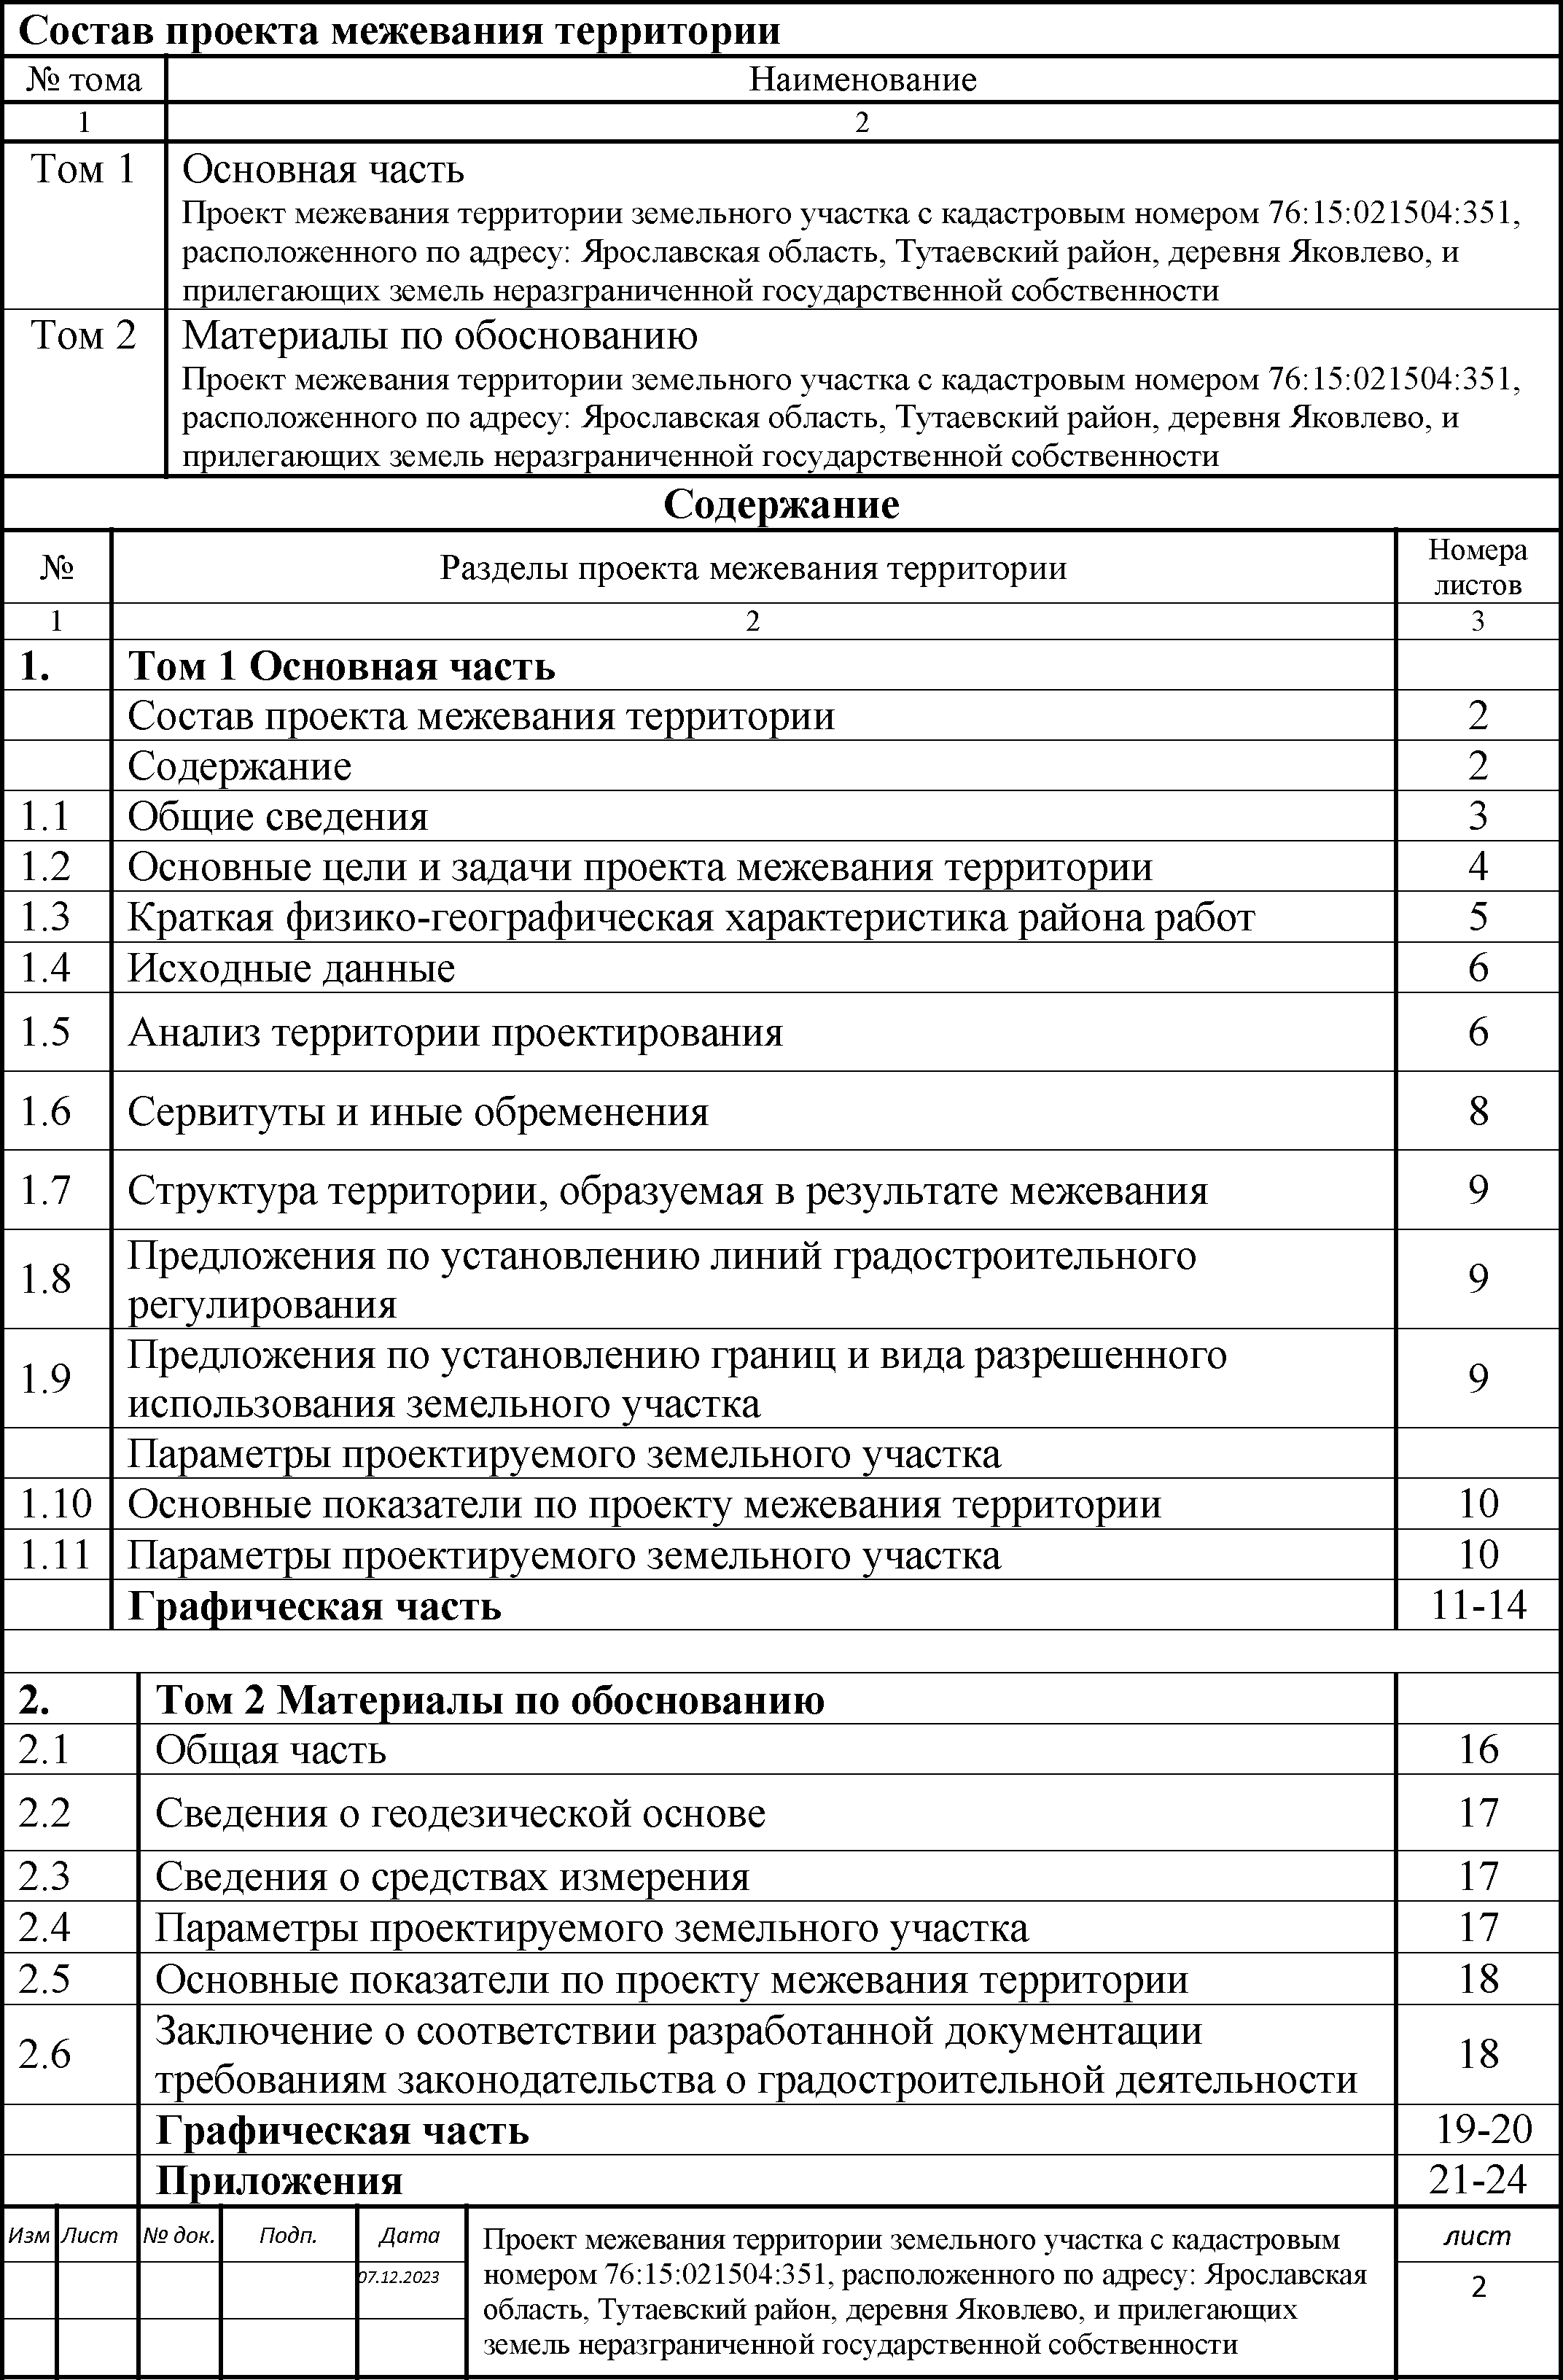 Состав проекта межевания территории
№ тома Наименование
1 2
Том 1 Основная часть
Проект межевания территории земельного участка с кадастровым номером 76:15:021504:351,
расположенного по адресу: Ярославская область, Тутаевский район, деревня Яковлево, и
прилегающих земель неразграниченной государственной собственности
Том 2 Материалы по обоснованию
Проект межевания территории земельного участка с кадастровым номером 76:15:021504:351,
расположенного по адресу: Ярославская область, Тутаевский район, деревня Яковлево, и
прилегающих земель неразграниченной государственной собственности
Содержание
№ Разделы проекта межевания территории Номера
листов
1 2 3
1. Том 1 Основная часть
Состав проекта межевания территории 2
Содержание 2
1.1 Общие сведения 3
1.2 Основные цели и задачи проекта межевания территории 4
1.3 Краткая физико-географическая характеристика района работ 5
1.4 Исходные данные 6
1.5 Анализ территории проектирования 6
1.6 Сервитуты и иные обременения 8
1.7 Структура территории, образуемая в результате межевания 9
1.8 Предложения по установлению линий градостроительного
регулирования 9
1.9 Предложения по установлению границ и вида разрешенного
использования земельного участка 9
Параметры проектируемого земельного участка
1.10 Основные показатели по проекту межевания территории 10
1.11 Параметры проектируемого земельного участка 10
Графическая часть 11-14
2. Том 2 Материалы по обоснованию
2.1 Общая часть 16
2.2 Сведения о геодезической основе 17
2.3 Сведения о средствах измерения 17
2.4 Параметры проектируемого земельного участка 17
2.5 Основные показатели по проекту межевания территории 18
2.6 Заключение о соответствии разработанной документации
требованиям законодательства о градостроительной деятельности 18
Графическая часть 19-20
Приложения 21-24
Изм Лист № док. Подп. Дата
07.12.2023
Проект межевания территории земельного участка с кадастровым
номером 76:15:021504:351, расположенного по адресу: Ярославская
область, Тутаевский район, деревня Яковлево, и прилегающих
земель неразграниченной государственной собственности
лист
2